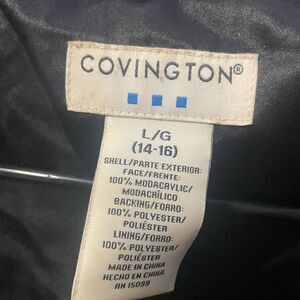 COVINGTON®
L/G
(14-16)
SHELL/PARTE EXTERIOR:
FACE/FRENTE:
100% MODACRYLIC/
MODACRÍLICO
BACKING/FORRO:
100% POLYESTER/
POLIÉSTER
LINING/FORRO:
100% POLYESTER/
POLIÉSTER
MADE IN CHINA
HECHO EN CHINA
RN 15099